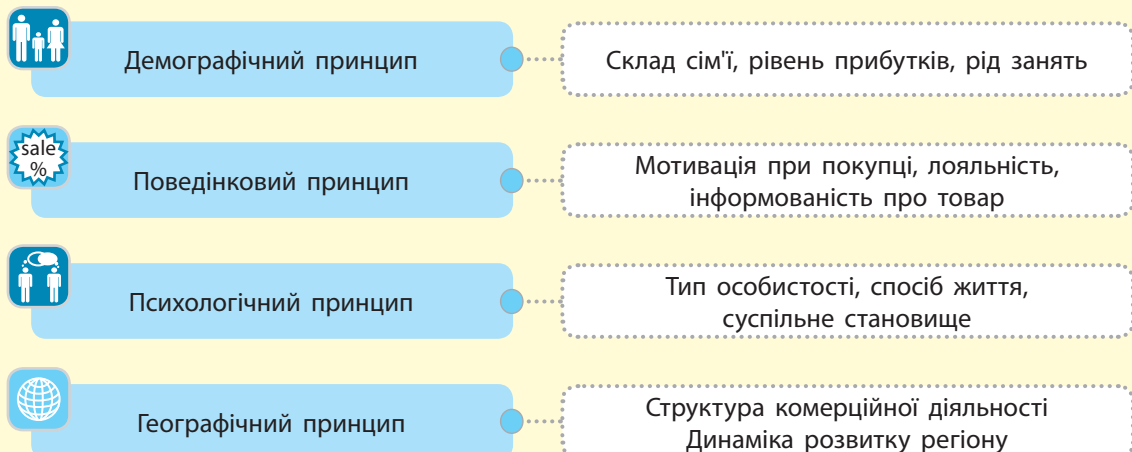 Демографічний принцип
Склад сім'ї, рівень прибутків, рід занять
sale
%
Поведінковий принцип
Мотивація при покупці, лояльність,
інформованість про товар
Психологічний принцип
Тип особистості, спосіб життя,
суспільне становище
Географічний принцип
Структура комерційної діяльності
Динаміка розвитку регіону